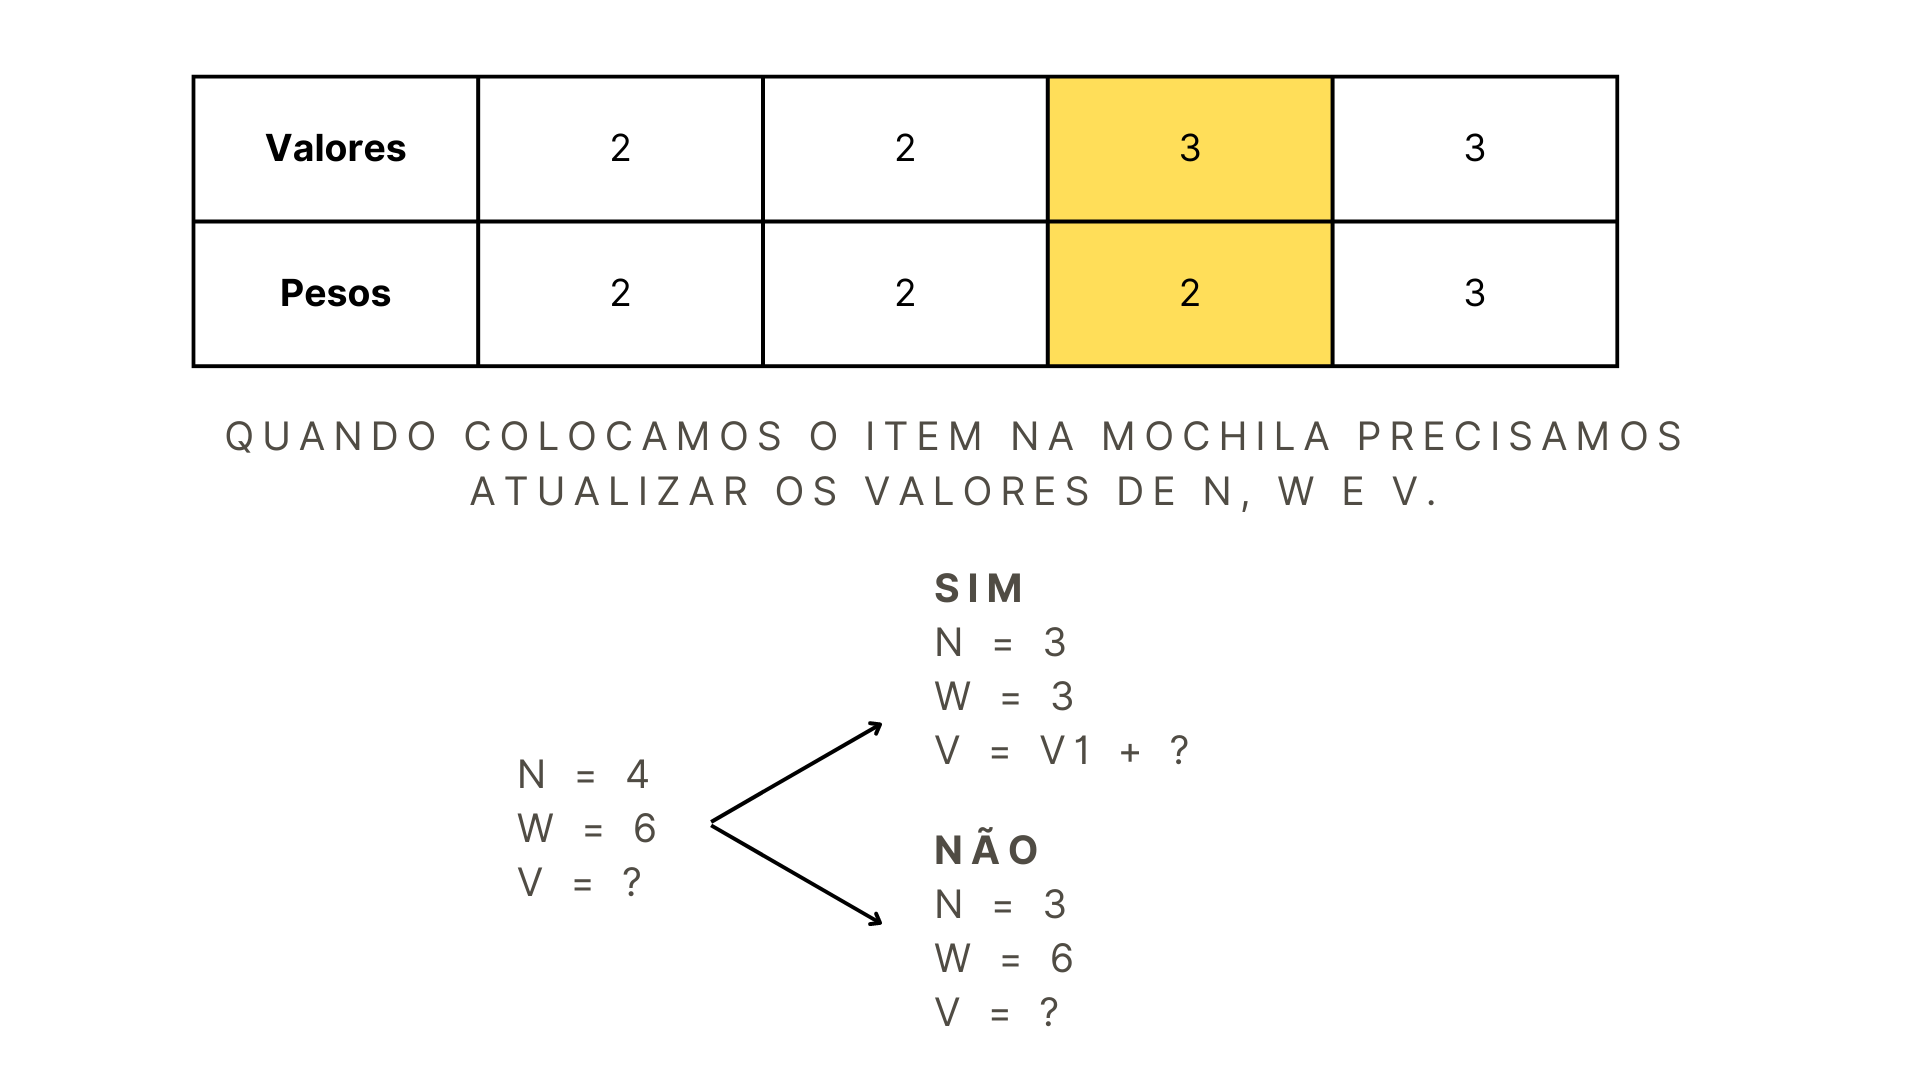 Valores 2 2 3 3
Pesos 2 2 2 3
QUANDO COLOCAMOS O ITEM NA MOCHILA PRECISAMOS
ATUALIZAR OS VALORES DE N, W E V.
N = 4
W = 6
V = ?
SIM
N = 3
W = 3
V = V1 + ?
NÃO
N = 3
W = 6
V = ?